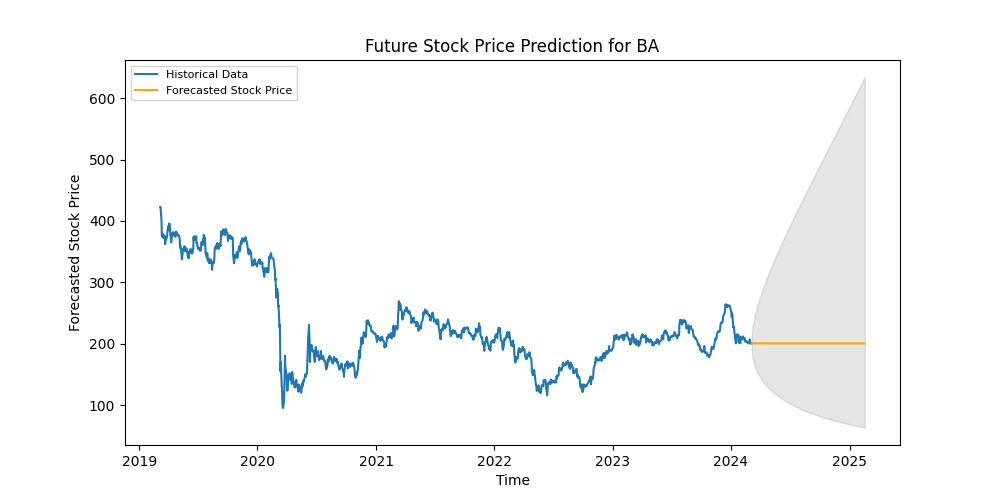 Future Stock Price Prediction for BA
Historical Data
Forecasted Stock Price
600
500
400
300
200
100
Forecasted Stock Price
2019
2020
2021
2022
2023
2024
2025
Time